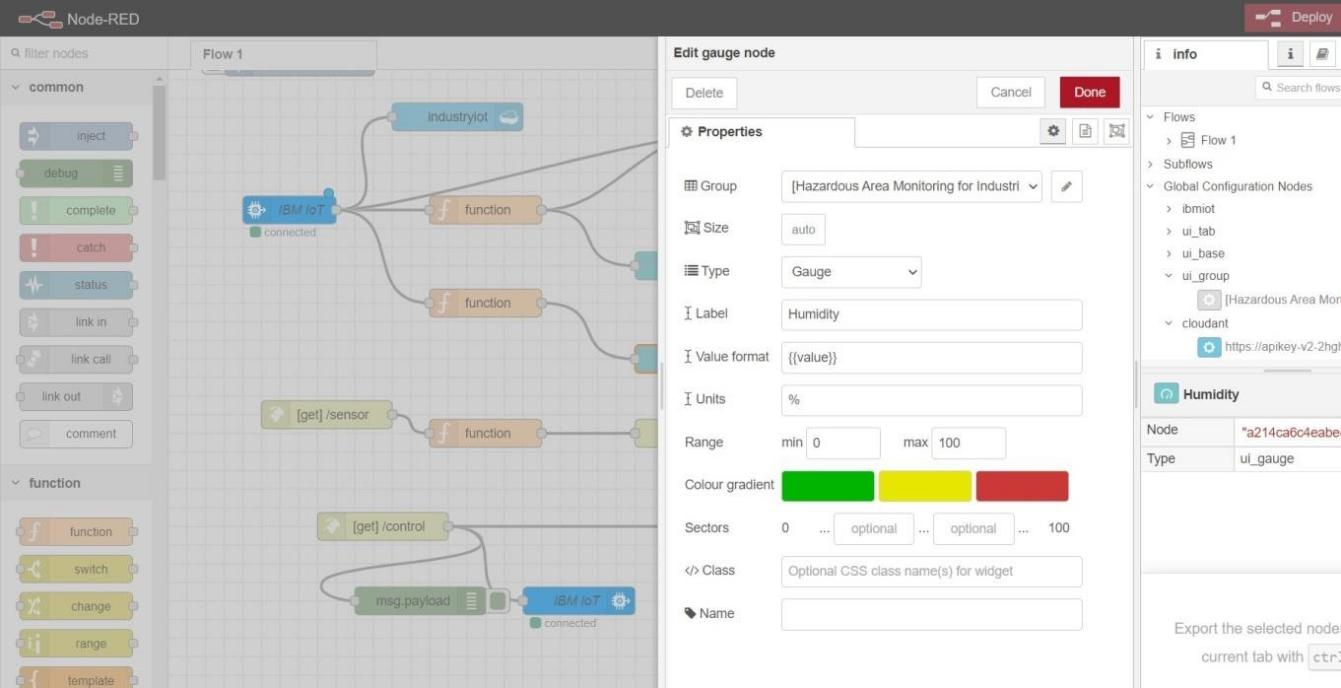 Node-RED
Deploy
filter nodes
Flow 1
common
inject
debug
complete
catch
status
link in
link call
link out
comment
function
function
switch
change
range
template
industryiot
IBM IoT
connected
function
function
[get] /sensor
function
[get] /control
msg.payload
IBM IoT
connected
Edit gauge node
Delete
Cancel
Done
Properties
Group
[Hazardous Area Monitoring for Industri
Size
auto
Type
Gauge
Label
Humidity
Value format
{{value}}
Units
%
Range
min 0 max 100
Colour gradient
Sectors
0 ... optional ... optional ... 100
</> Class
Optional CSS class name(s) for widget
Name
i info
i
Search flows
Flows
Flow 1
Subflows
Global Configuration Nodes
ibmiot
ui_tab
ui_base
ui_group
[Hazardous Area Mon
cloudant
https://apikey-v2-2hgh
Humidity
Node "a214ca6c4eabe
Type ui_gauge
Export the selected node
current tab with ctrl